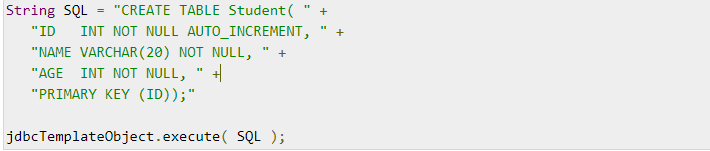 String SQL = "CREATE TABLE Student( " +
   "ID   INT NOT NULL AUTO_INCREMENT, " +
   "NAME VARCHAR(20) NOT NULL, " +
   "AGE  INT NOT NULL, " +
   "PRIMARY KEY (ID));"

jdbcTemplateObject.execute( SQL );